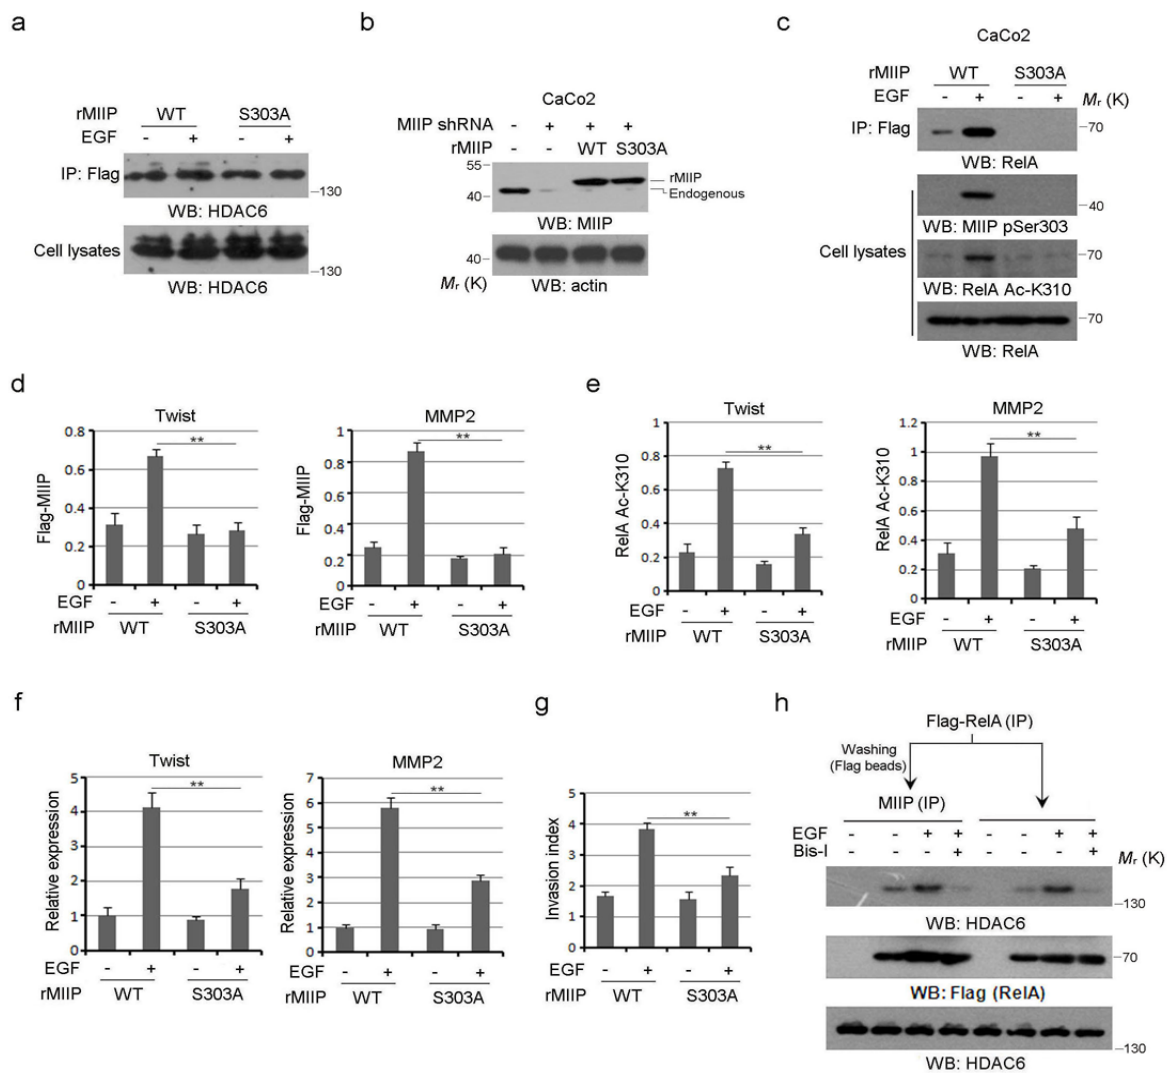 a
rMIIP WT S303A
EGF - + - +
IP: Flag
–130
WB: HDAC6
Cell lysates
–130
WB: HDAC6
b
CaCo2
MIIP shRNA - + + +
rMIIP - - WT S303A
55–
rMIIP
40–
Endogenous
WB: MIIP
40–
Mr (K) WB: actin
c
CaCo2
rMIIP WT S303A
EGF - + - + Mr (K)
IP: Flag –70
WB: RelA
–40
WB: MIIP pSer303
Cell lysates –70
WB: RelA Ac-K310
–70
WB: RelA
d
Twist
Flag-MIIP
0.8
0.6
0.4
0.2
0
**
EGF - + - +
rMIIP WT S303A
MMP2
Flag-MIIP
1
0.8
0.6
0.4
0.2
0
**
- + - +
WT S303A
e
Twist
RelA Ac-K310
1
0.8
0.6
0.4
0.2
0
**
EGF - + - +
rMIIP WT S303A
MMP2
RelA Ac-K310
1.2
1
0.8
0.6
0.4
0.2
0
**
EGF - + - +
rMIIP WT S303A
f
Twist
Relative expression
5
4
3
2
1
0
**
EGF - + - +
rMIIP WT S303A
MMP2
Relative expression
7
6
5
4
3
2
1
0
**
EGF - + - +
rMIIP WT S303A
g
Invasion index
5
4
3
2
1
0
**
EGF - + - +
rMIIP WT S303A
h
Flag-RelA (IP)
Washing
(Flag beads)
MIIP (IP)
EGF - - + + - - + +
Bis-I - - - + - - - +
Mr (K)
–130
WB: HDAC6
–70
WB: Flag (RelA)
–130
WB: HDAC6